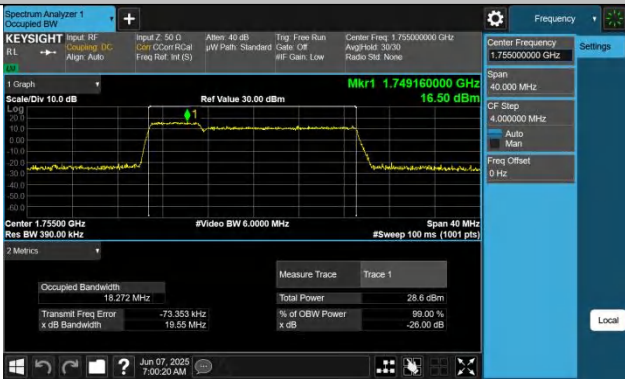 Spectrum Analyzer 1
Occupied BW
+
Frequency
KEYSIGHT
RL
Input: RF
Coupling: DC
Align: Auto
Input Z: 50 Ω
Corr CCorr RCal
Freq Ref: Int (S)
Atten: 40 dB
µW Path: Standard
Trig: Free Run
Gate: Off
#IF Gain: Low
Center Freq: 1.755000000 GHz
Avg|Hold: 30/30
Radio Std: None
LV
Center Frequency
1.755000000 GHz
Settings
Span
40.000 MHz
CF Step
4.000000 MHz
Auto
Man
Freq Offset
0 Hz
Local
1 Graph
Scale/Div 10.0 dB
Ref Value 30.00 dBm
Mkr1 1.749160000 GHz
16.50 dBm
Log
20.0
10.0
0.00
-10.0
-20.0
-30.0
-40.0
-50.0
-60.0
1
Center 1.75500 GHz
Res BW 390.00 kHz
#Video BW 6.0000 MHz
Span 40 MHz
#Sweep 100 ms (1001 pts)
2 Metrics
Measure Trace
Trace 1
Occupied Bandwidth
18.272 MHz
Total Power
28.6 dBm
Transmit Freq Error
-73.353 kHz
% of OBW Power
99.00 %
x dB Bandwidth
19.55 MHz
x dB
-26.00 dB
?
Jun 07, 2025
7:00:20 AM